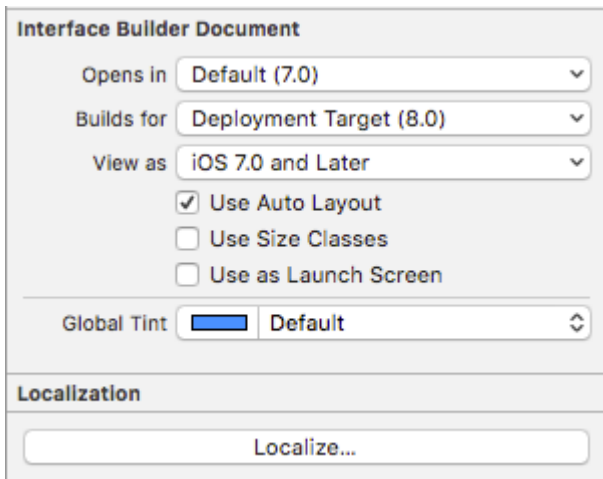 Interface Builder Document
Opens in Default (7.0)
Builds for Deployment Target (8.0)
View as iOS 7.0 and Later
Use Auto Layout
Use Size Classes
Use as Launch Screen
Global Tint Default
Localization
Localize...